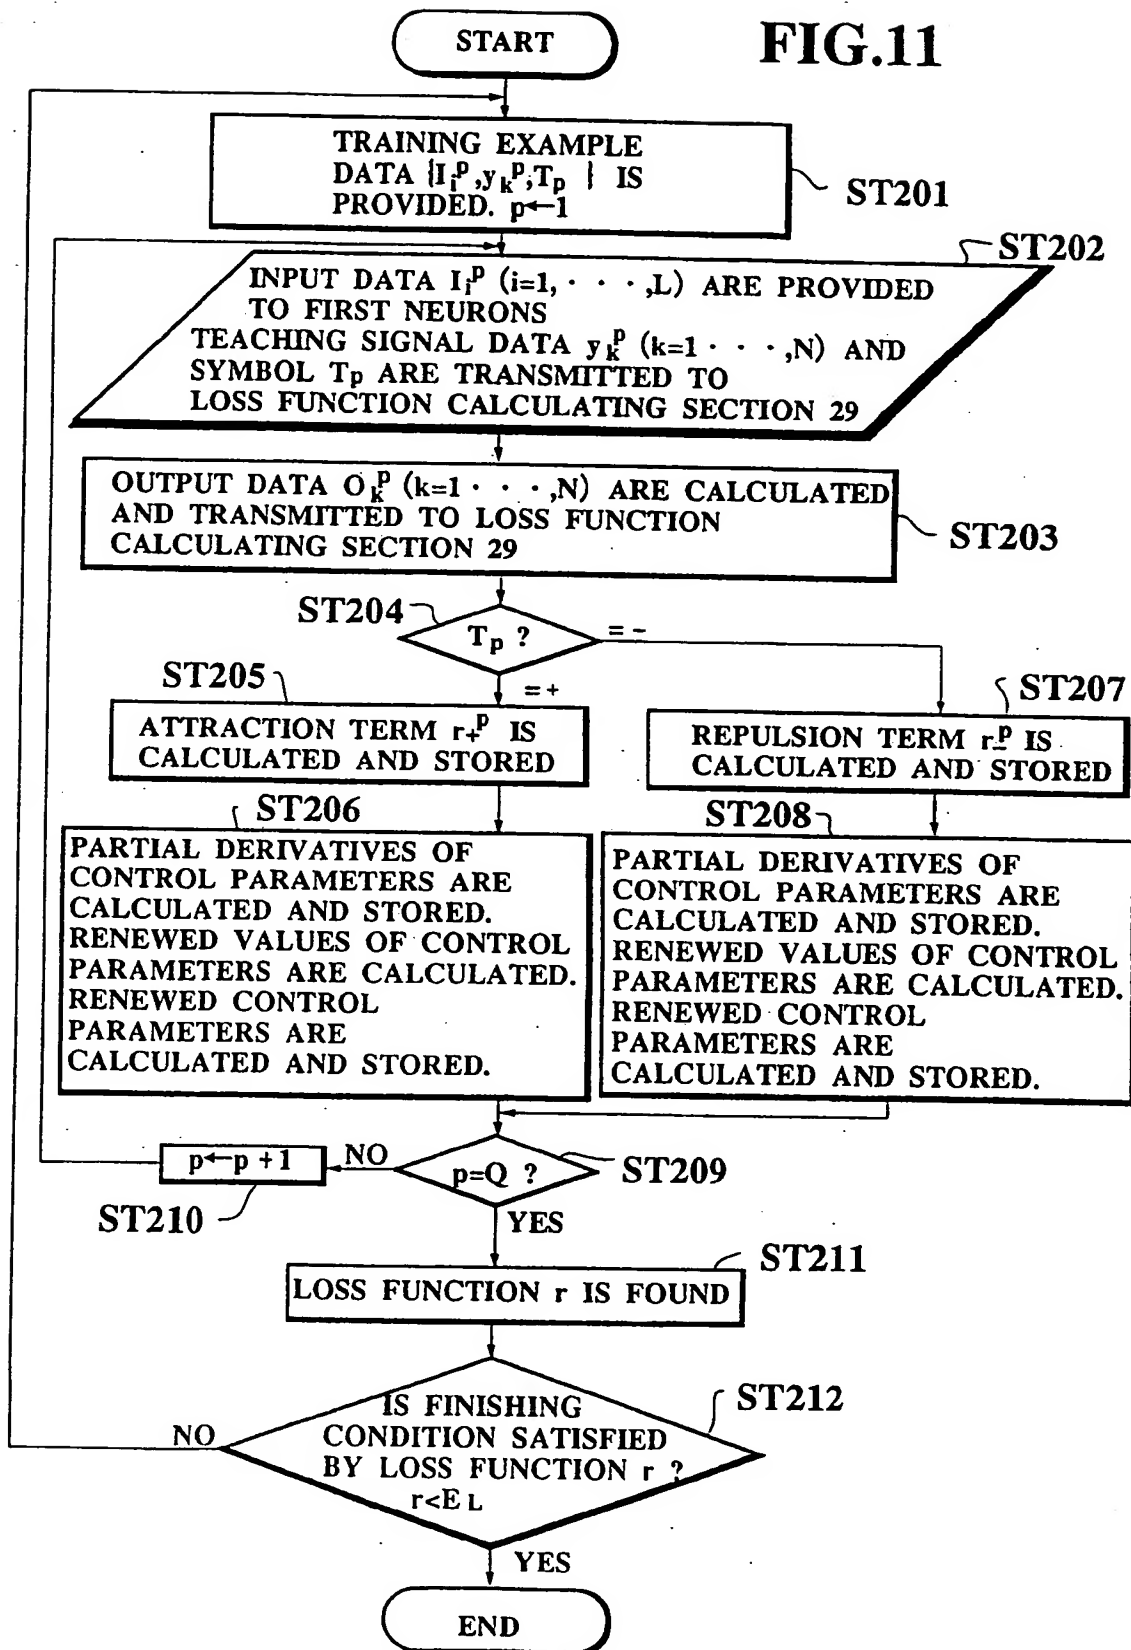 START
FIG.11
TRAINING EXAMPLE
DATA {I_i^p, y_k^p, T_p } IS
PROVIDED. p←1
ST201
ST202
INPUT DATA I_i^p (i=1, · · · ,L) ARE PROVIDED
TO FIRST NEURONS
TEACHING SIGNAL DATA y_k^p (k=1 · · · ,N) AND
SYMBOL T_p ARE TRANSMITTED TO
LOSS FUNCTION CALCULATING SECTION 29
OUTPUT DATA O_k^p (k=1 · · · ,N) ARE CALCULATED
AND TRANSMITTED TO LOSS FUNCTION
CALCULATING SECTION 29
ST203
ST204
T_p ?
= -
= +
ST205
ATTRACTION TERM r_+^p IS
CALCULATED AND STORED
ST207
REPULSION TERM r_-^p IS
CALCULATED AND STORED
ST206
PARTIAL DERIVATIVES OF
CONTROL PARAMETERS ARE
CALCULATED AND STORED.
RENEWED VALUES OF CONTROL
PARAMETERS ARE CALCULATED.
RENEWED CONTROL
PARAMETERS ARE
CALCULATED AND STORED.
ST208
PARTIAL DERIVATIVES OF
CONTROL PARAMETERS ARE
CALCULATED AND STORED.
RENEWED VALUES OF CONTROL
PARAMETERS ARE CALCULATED.
RENEWED CONTROL
PARAMETERS ARE
CALCULATED AND STORED.
p←p +1
NO
p=Q ?
ST209
ST210
YES
ST211
LOSS FUNCTION r IS FOUND
ST212
IS FINISHING
CONDITION SATISFIED
BY LOSS FUNCTION r ?
r<E_L
NO
YES
END